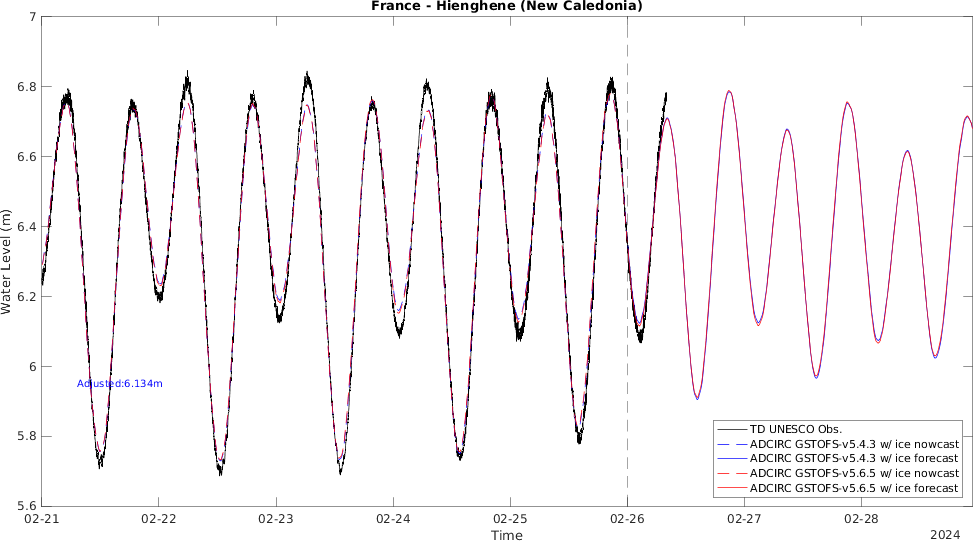 France - Hienghene (New Caledonia)
7
6.8
6.6
6.4
6.2
6
5.8
5.6
Water Level (m)
Adjusted:6.134m
TD UNESCO Obs.
ADCIRC GSTOFS-v5.4.3 w/ ice nowcast
ADCIRC GSTOFS-v5.4.3 w/ ice forecast
ADCIRC GSTOFS-v5.6.5 w/ ice nowcast
ADCIRC GSTOFS-v5.6.5 w/ ice forecast
02-21 02-22 02-23 02-24 02-25 02-26 02-27 02-28
Time
2024